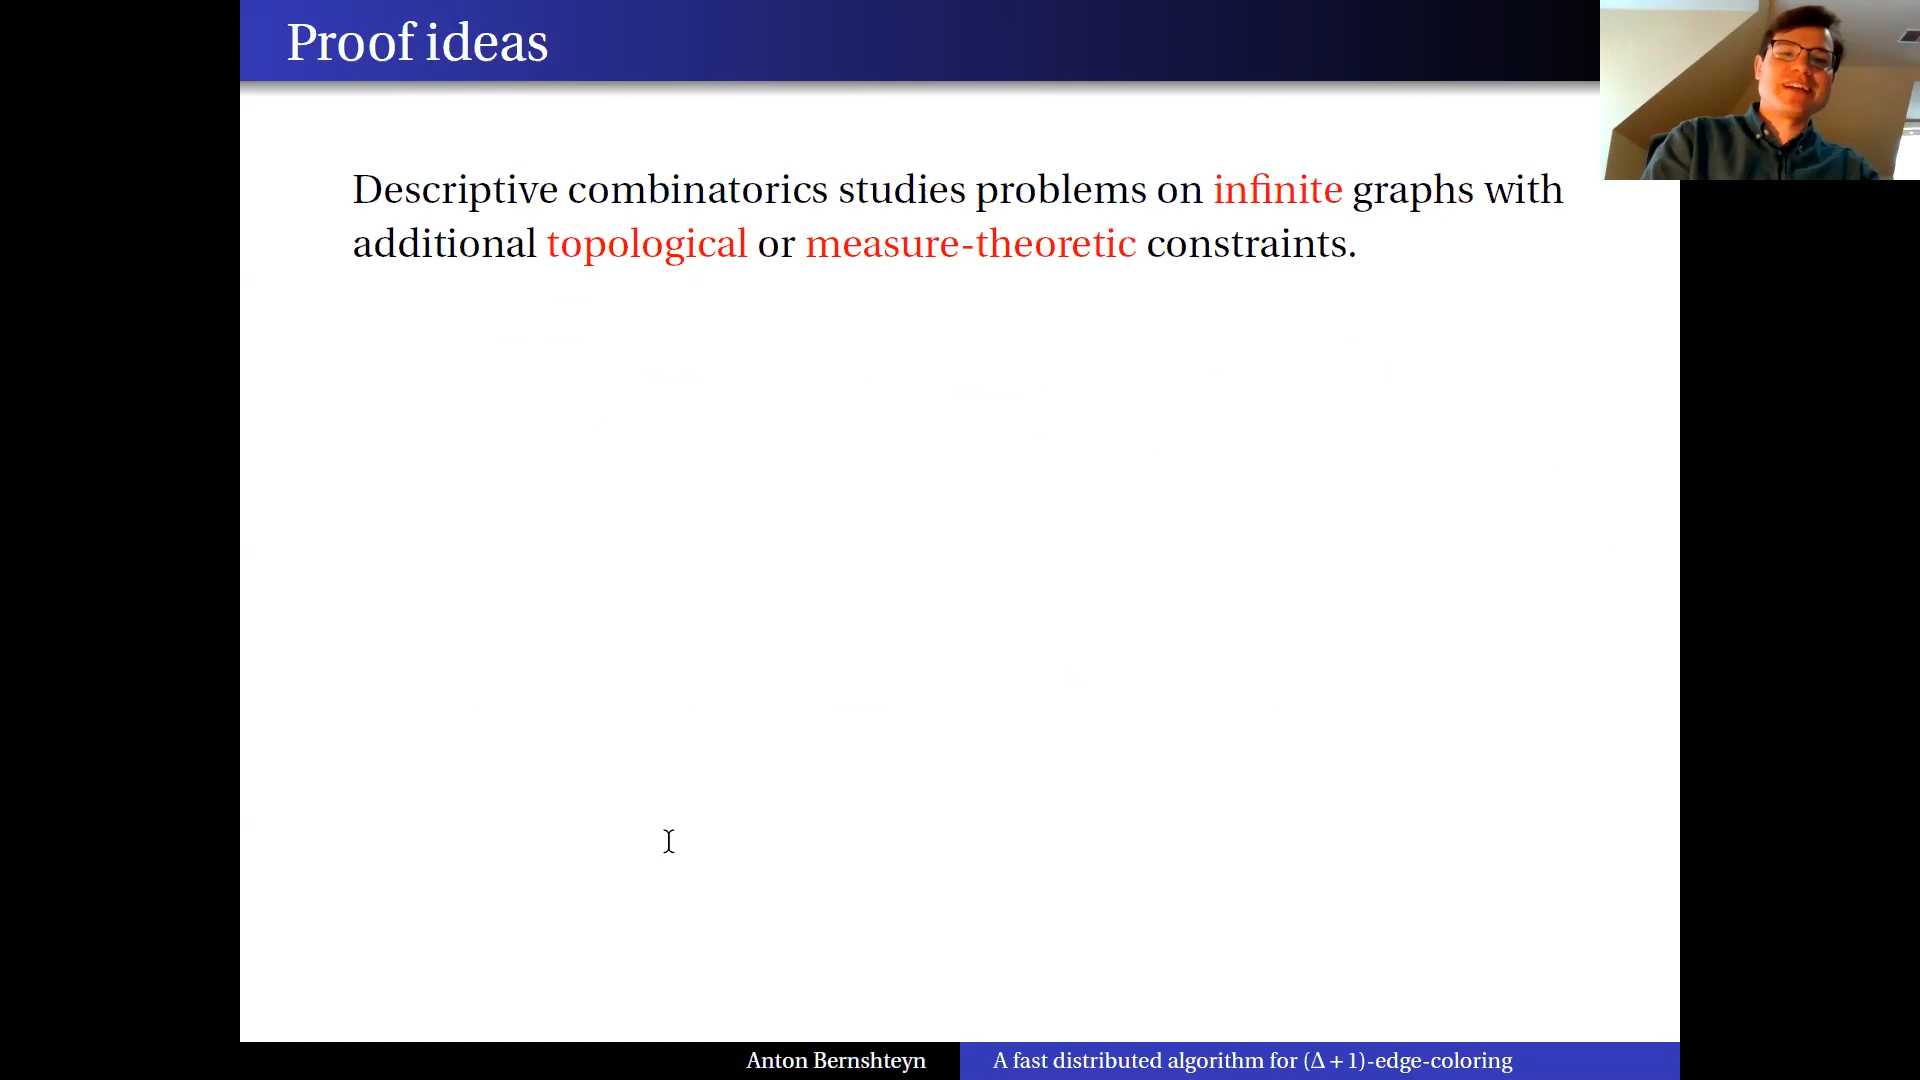 Proof ideas
Descriptive combinatorics studies problems on infinite graphs with
additional topological or measure-theoretic constraints.
Anton Bernshteyn
A fast distributed algorithm for (Δ + 1)-edge-coloring